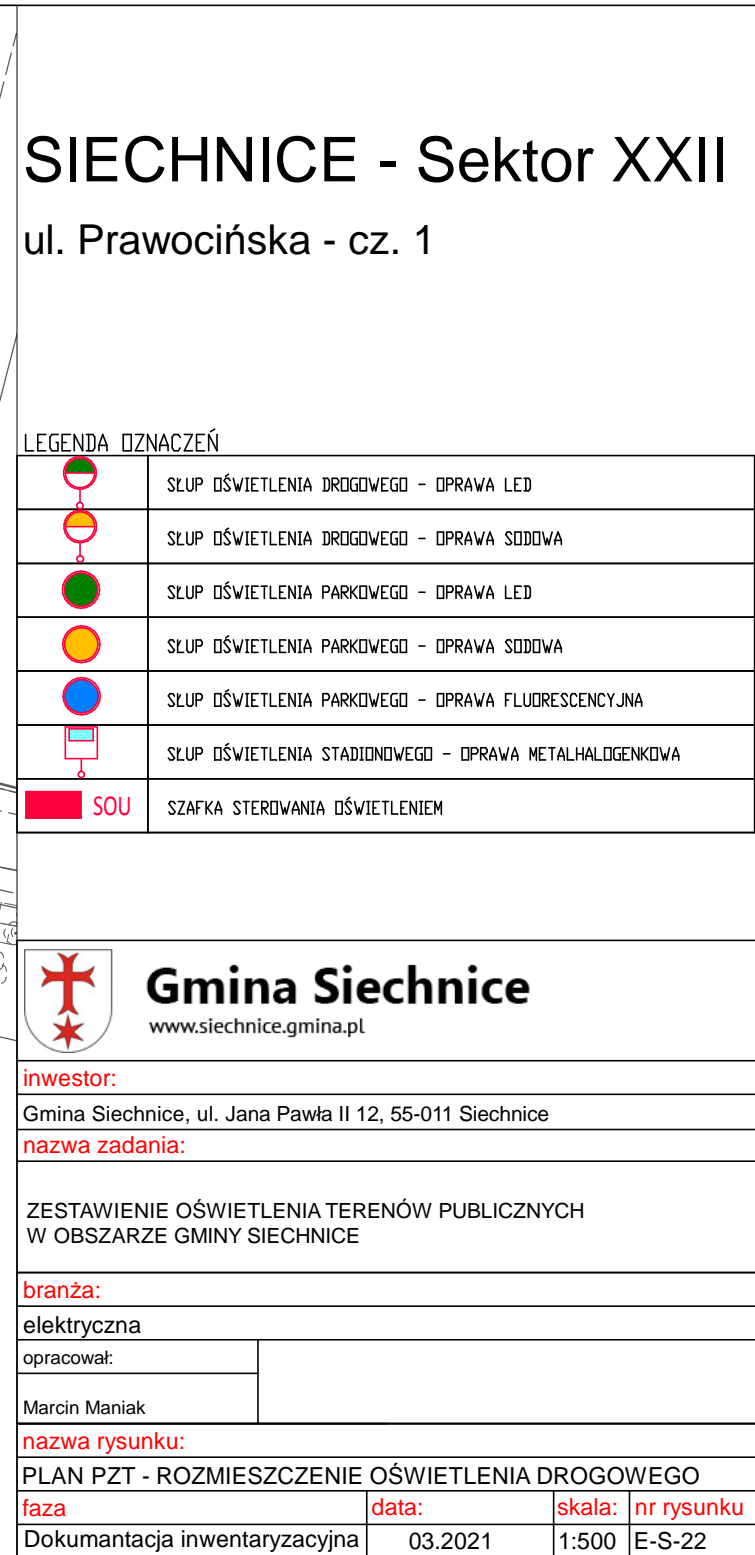 SIECHNICE - Sektor XXII
ul. Prawocińska - cz. 1
LEGENDA OZNACZEŃ
SŁUP OŚWIETLENIA DROGOWEGO - OPRAWA LED
SŁUP OŚWIETLENIA DROGOWEGO - OPRAWA SODOWA
SŁUP OŚWIETLENIA PARKOWEGO - OPRAWA LED
SŁUP OŚWIETLENIA PARKOWEGO - OPRAWA SODOWA
SŁUP OŚWIETLENIA PARKOWEGO - OPRAWA FLUORESCENCYJNA
SŁUP OŚWIETLENIA STADIONOWEGO - OPRAWA METALHALOGENKOWA
SOU SZAFKA STEROWANIA OŚWIETLENIEM
Gmina Siechnice
www.siechnice.gmina.pl
inwestor:
Gmina Siechnice, ul. Jana Pawła II 12, 55-011 Siechnice
nazwa zadania:
ZESTAWIENIE OŚWIETLENIA TERENÓW PUBLICZNYCH
W OBSZARZE GMINY SIECHNICE
branża:
elektryczna
opracował:
Marcin Maniak
nazwa rysunku:
PLAN PZT - ROZMIESZCZENIE OŚWIETLENIA DROGOWEGO
faza data: skala: nr rysunku
Dokumantacja inwentaryzacyjna 03.2021 1:500 E-S-22